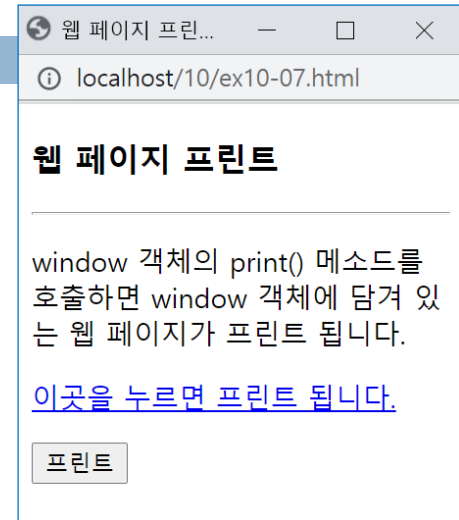 웹 페이지 프린...
localhost/10/ex10-07.html
웹 페이지 프린트
window 객체의 print() 메소드를
호출하면 window 객체에 담겨 있
는 웹 페이지가 프린트 됩니다.
이곳을 누르면 프린트 됩니다.
프린트